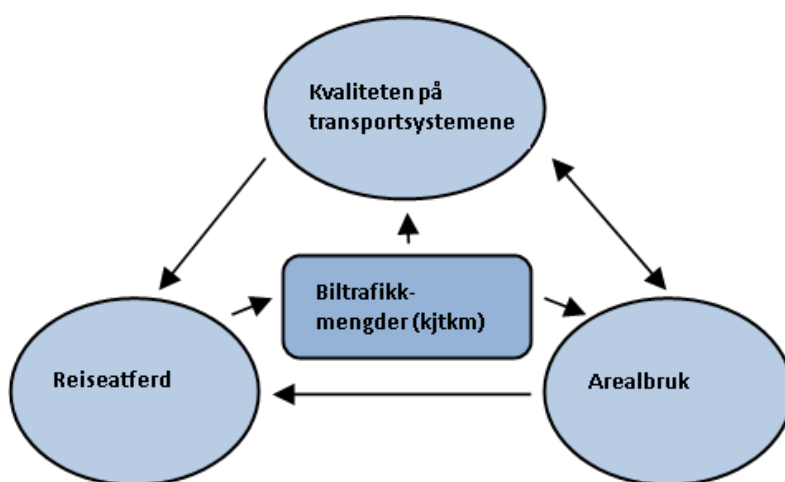 Kvaliteten på
transportsystemene
Biltrafikk-
mengder (kjtkm)
Reiseatferd
Arealbruk